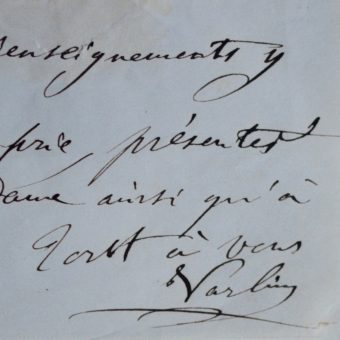 renseignements y
prie présenter
Dame ainsi qu'à
Tout à vous
Varlin